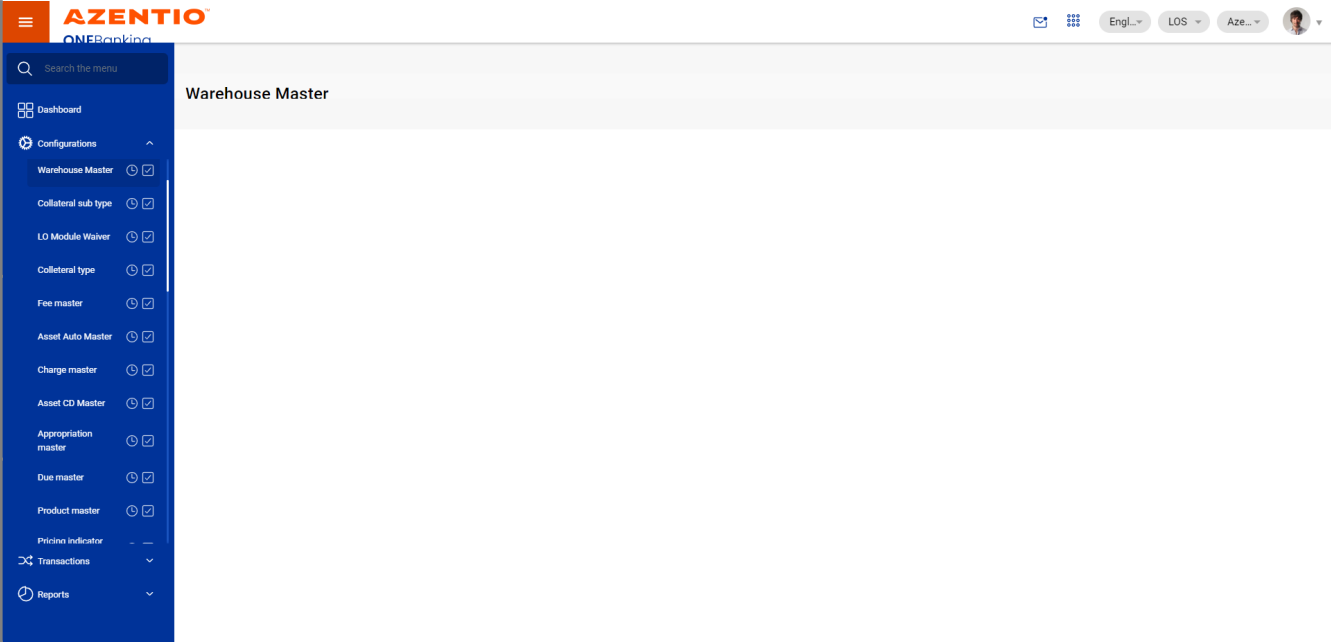 AZENTIO™
ONEBanking
Engl...
LOS
Aze...
Search the menu
Warehouse Master
Dashboard
Configurations
Warehouse Master
Collateral sub type
LO Module Waiver
Colleteral type
Fee master
Asset Auto Master
Charge master
Asset CD Master
Appropriation
master
Due master
Product master
Pricing indicator
Transactions
Reports